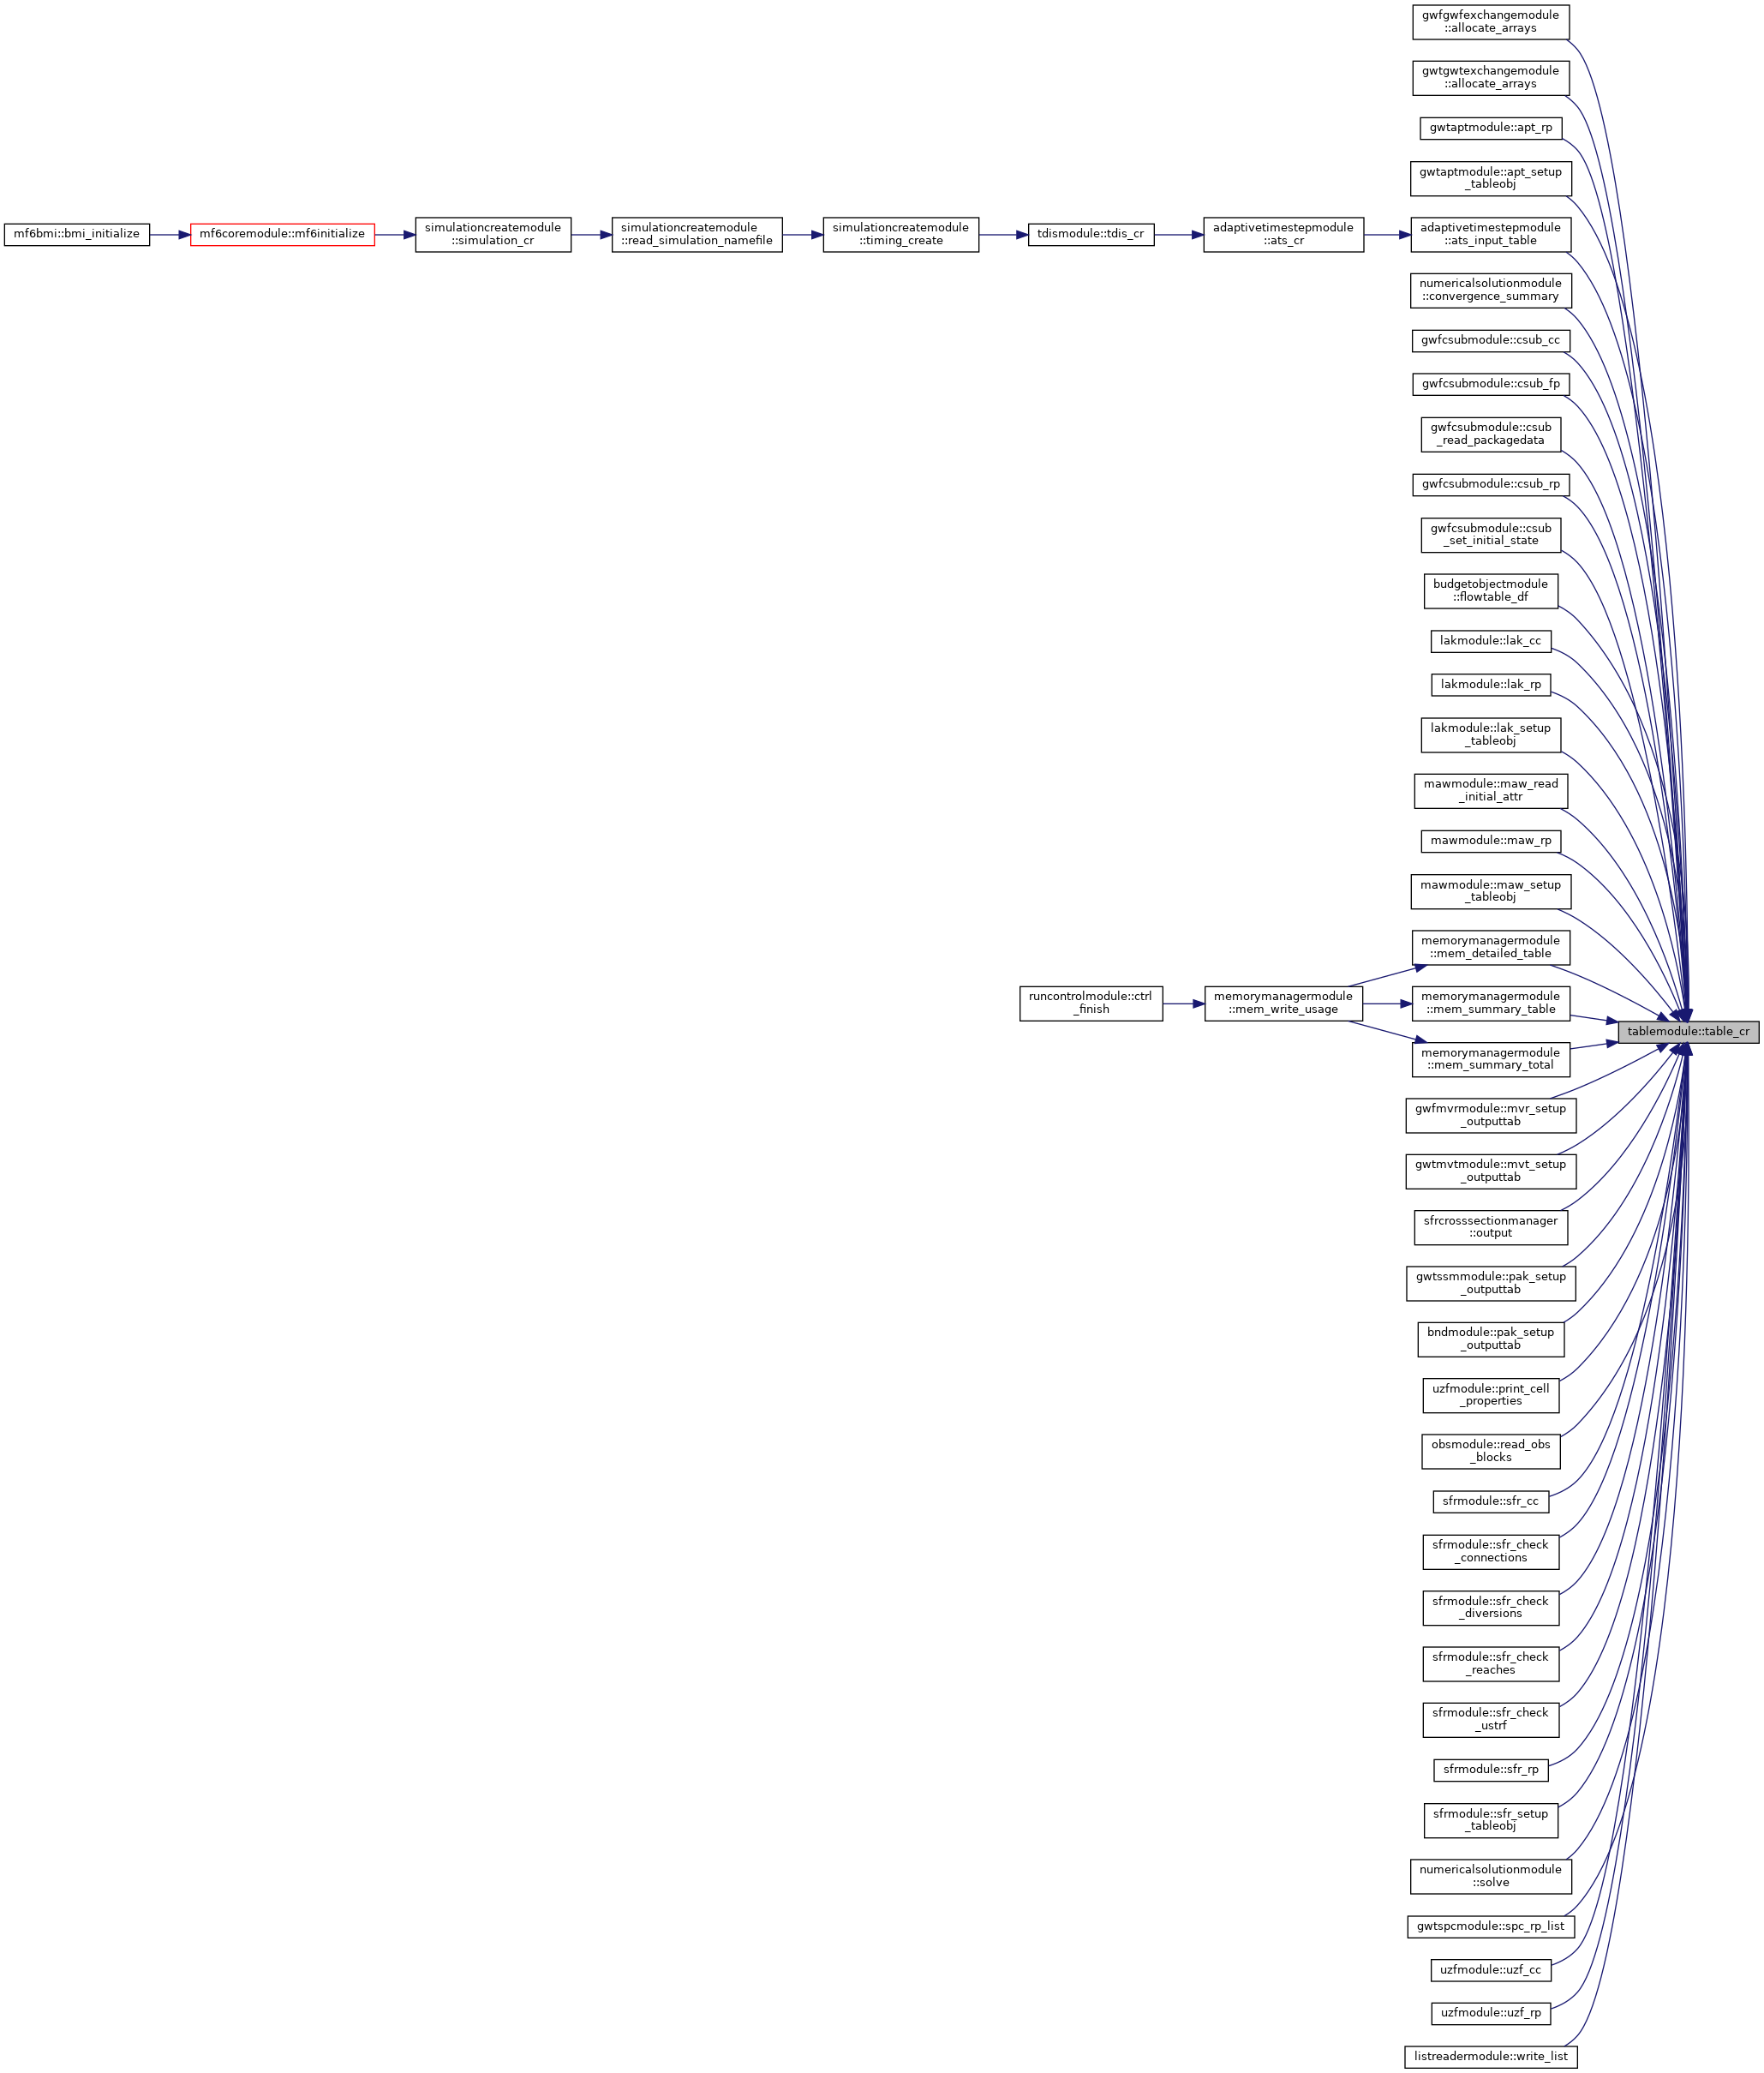 gwfgwfexchangemodule
::allocate_arrays
gwtgwtexchangemodule
::allocate_arrays
gwtaptmodule::apt_rp
gwtaptmodule::apt_setup
_tableobj
mf6bmi::bmi_initialize
mf6coremodule::mf6initialize
simulationcreatemodule
::simulation_cr
simulationcreatemodule
::read_simulation_namefile
simulationcreatemodule
::timing_create
tdismodule::tdis_cr
adaptivetimestepmodule
::ats_cr
adaptivetimestepmodule
::ats_input_table
numericalsolutionmodule
::convergence_summary
gwfcsubmodule::csub_cc
gwfcsubmodule::csub_fp
gwfcsubmodule::csub
_read_packagedata
gwfcsubmodule::csub_rp
gwfcsubmodule::csub
_set_initial_state
budgetobjectmodule
::flowtable_df
lakmodule::lak_cc
lakmodule::lak_rp
lakmodule::lak_setup
_tableobj
mawmodule::maw_read
_initial_attr
mawmodule::maw_rp
mawmodule::maw_setup
_tableobj
memorymanagermodule
::mem_detailed_table
runcontrolmodule::ctrl
_finish
memorymanagermodule
::mem_write_usage
memorymanagermodule
::mem_summary_table
tablemodule::table_cr
memorymanagermodule
::mem_summary_total
gwfmvrmodule::mvr_setup
_outputtab
gwtmvtmodule::mvt_setup
_outputtab
sfrcrosssectionmanager
::output
gwtssmmodule::pak_setup
_outputtab
bndmodule::pak_setup
_outputtab
uzfmodule::print_cell
_properties
obsmodule::read_obs
_blocks
sfrmodule::sfr_cc
sfrmodule::sfr_check
_connections
sfrmodule::sfr_check
_diversions
sfrmodule::sfr_check
_reaches
sfrmodule::sfr_check
_ustrf
sfrmodule::sfr_rp
sfrmodule::sfr_setup
_tableobj
numericalsolutionmodule
::solve
gwtspcmodule::spc_rp_list
uzfmodule::uzf_cc
uzfmodule::uzf_rp
listreadermodule::write_list